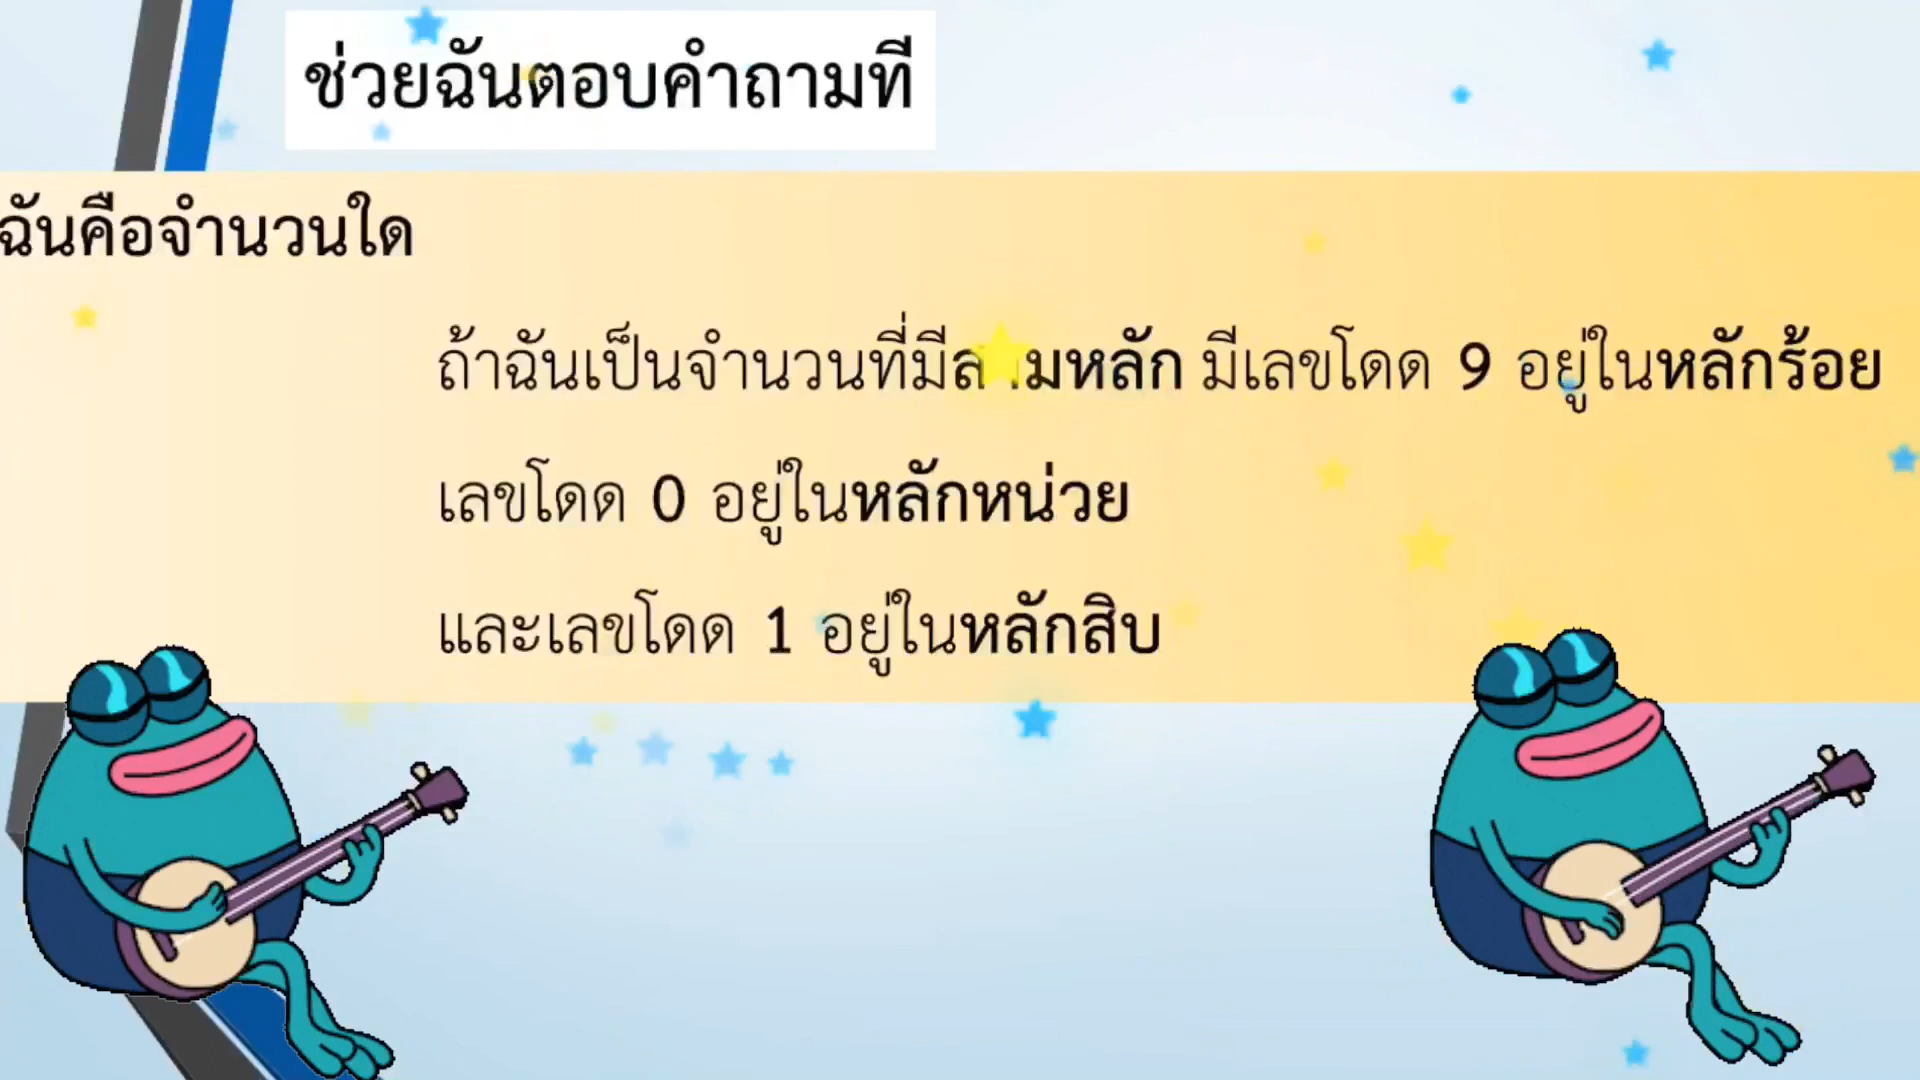 ช่วยฉันตอบคำถามที
ฉันคือจำนวนใด
ถ้าฉันเป็นจำนวนที่มีสามหลัก มีเลขโดด 9 อยู่ในหลักร้อย
เลขโดด 0 อยู่ในหลักหน่วย
และเลขโดด 1 อยู่ในหลักสิบ